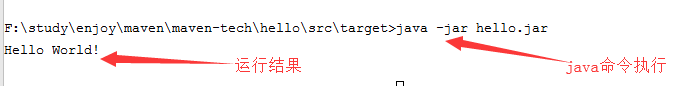 F:\study\enjoy\maven\maven-tech\hello\src\target>java -jar hello.jar
Hello World!
运行结果
java命令执行